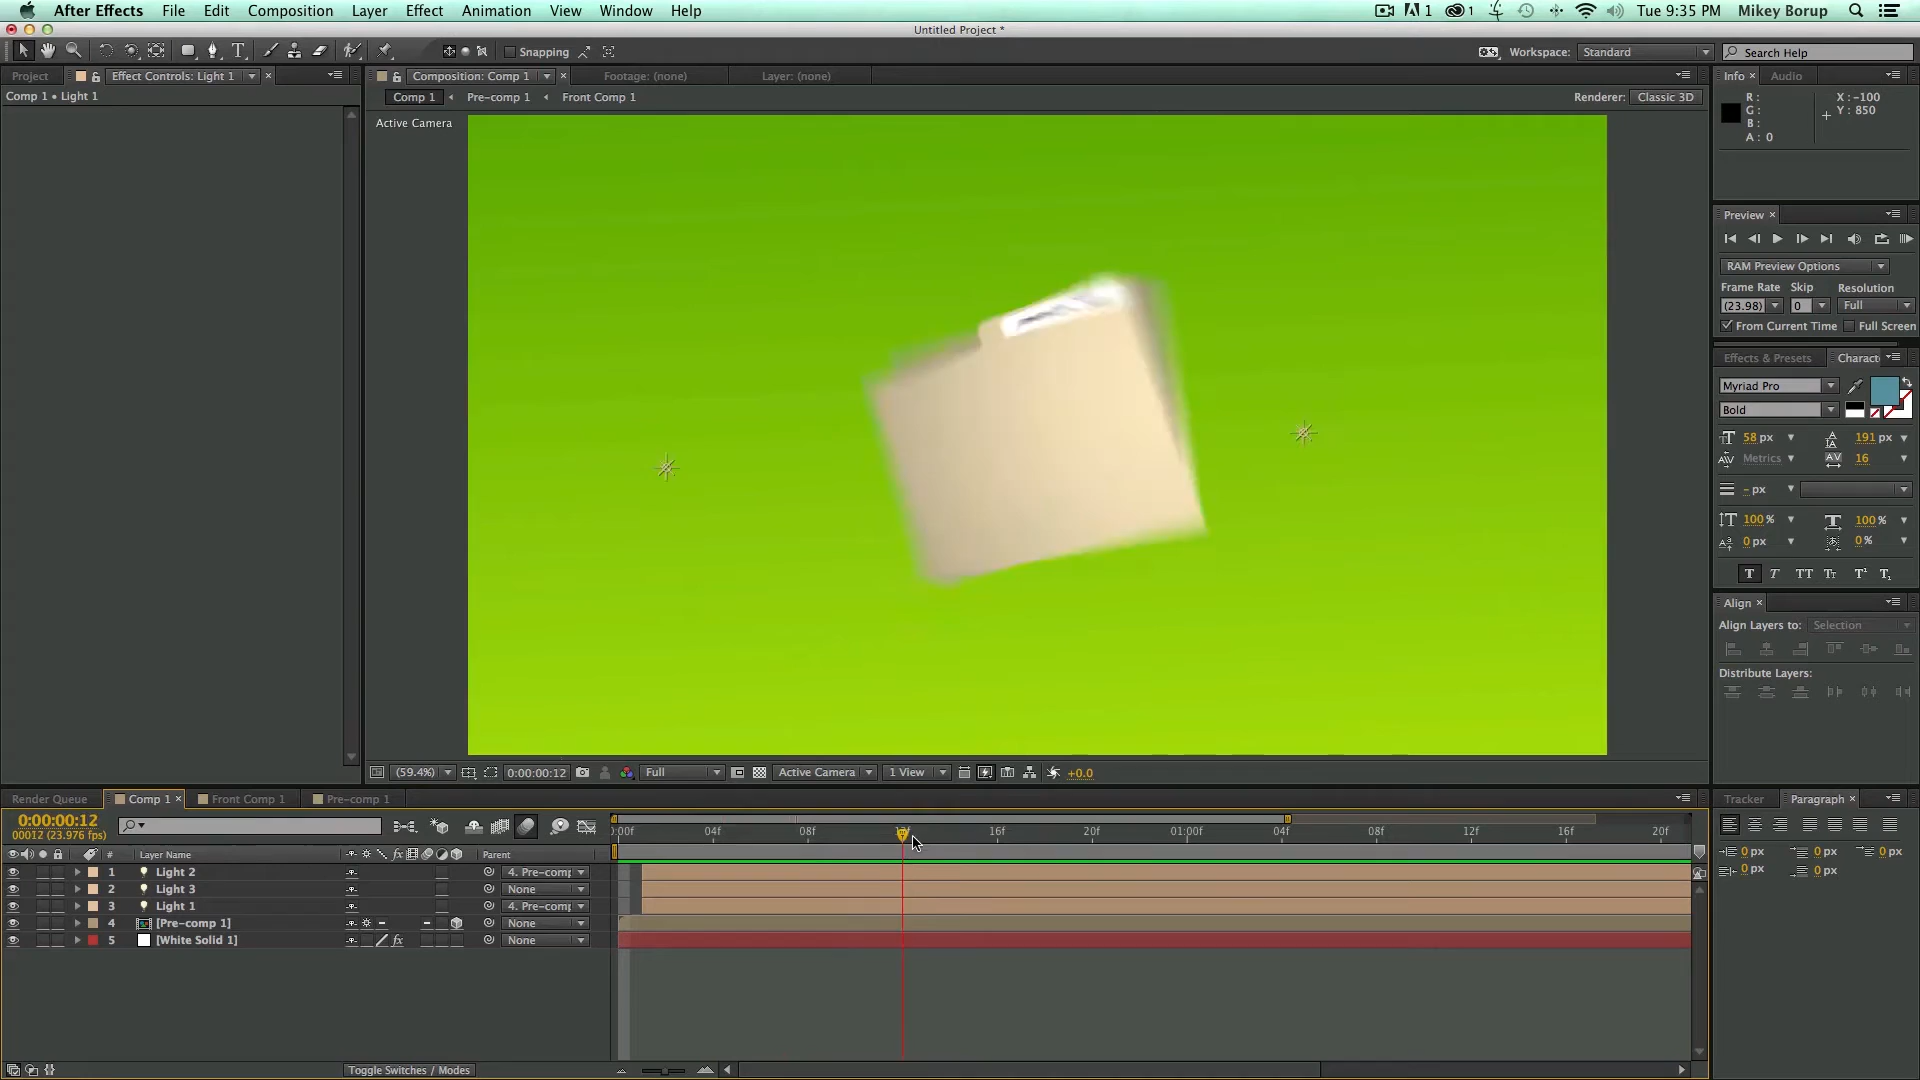 After Effects File Edit Composition Layer Effect Animation View Window Help 1 1 Tue 9:35 PM Mikey Borup
Untitled Project *
T Snapping Workspace: Standard Search Help
Project Effect Controls: Light 1 × Composition: Comp 1 × Footage: (none) Layer: (none) Info × Audio
Comp 1 • Light 1 Comp 1 Pre-comp 1 Front Comp 1 Renderer: Classic 3D
R : X : -100
G : Y : 850
B :
A : 0
Active Camera
Preview ×
RAM Preview Options
Frame Rate Skip Resolution
(23.98) 0 Full
From Current Time Full Screen
Effects & Presets Charact
Myriad Pro
Bold
58 px 191 px
Metrics 16
- px
100 % 100 %
0 px 0 %
T T TT Tt T¹ T₁
Align ×
Align Layers to: Selection
Distribute Layers:
(59.4%) 0:00:00:12 Full Active Camera 1 View +0.0
Render Queue Comp 1 × Front Comp 1 Pre-comp 1 Tracker Paragraph ×
0:00:00:12
00012 (23.976 fps)
:00f 04f 08f 16f 20f 01:00f 04f 08f 12f 16f 20f
# Layer Name fx Parent
1 Light 2 4. Pre-comp
2 Light 3 None
3 Light 1 4. Pre-comp
4 [Pre-comp 1] None
5 [White Solid 1] fx None
0 px 0 px 0 px
0 px 0 px
Toggle Switches / Modes